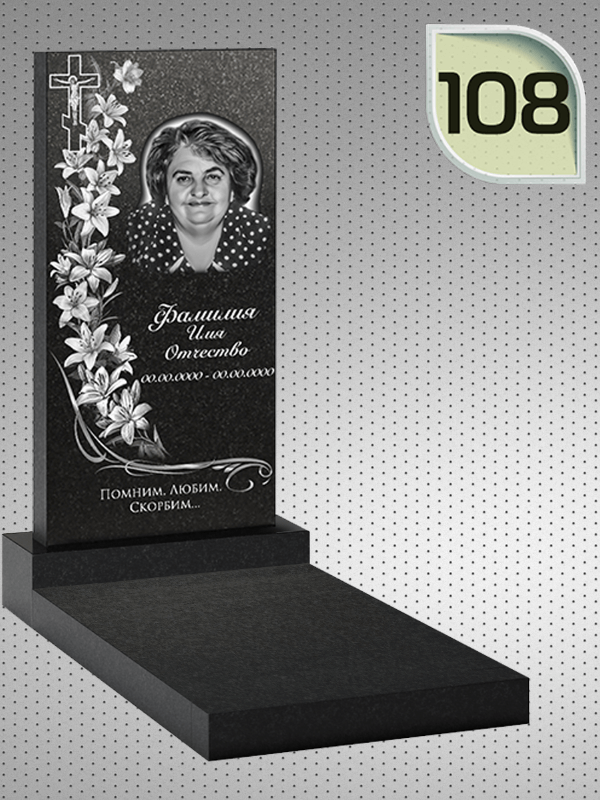 108
Фамилия
Имя
Отчество
00.00.0000 - 00.00.0000
Помним. Любим.
Скорбим...